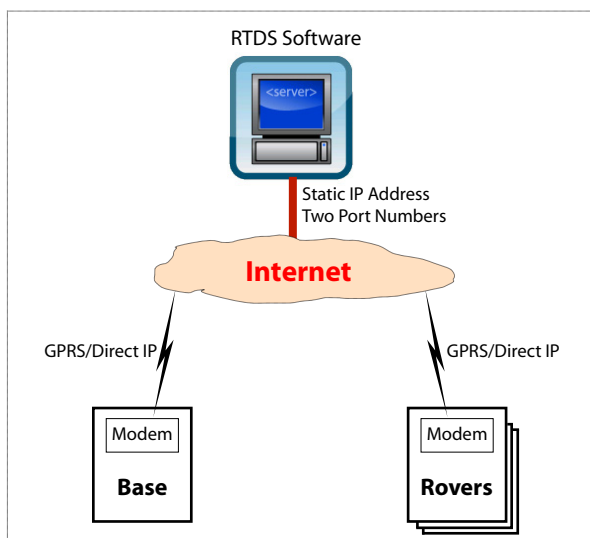 RTDS Software
<server>
Static IP Address
Two Port Numbers
Internet
GPRS/Direct IP
GPRS/Direct IP
Modem
Modem
Base
Rovers